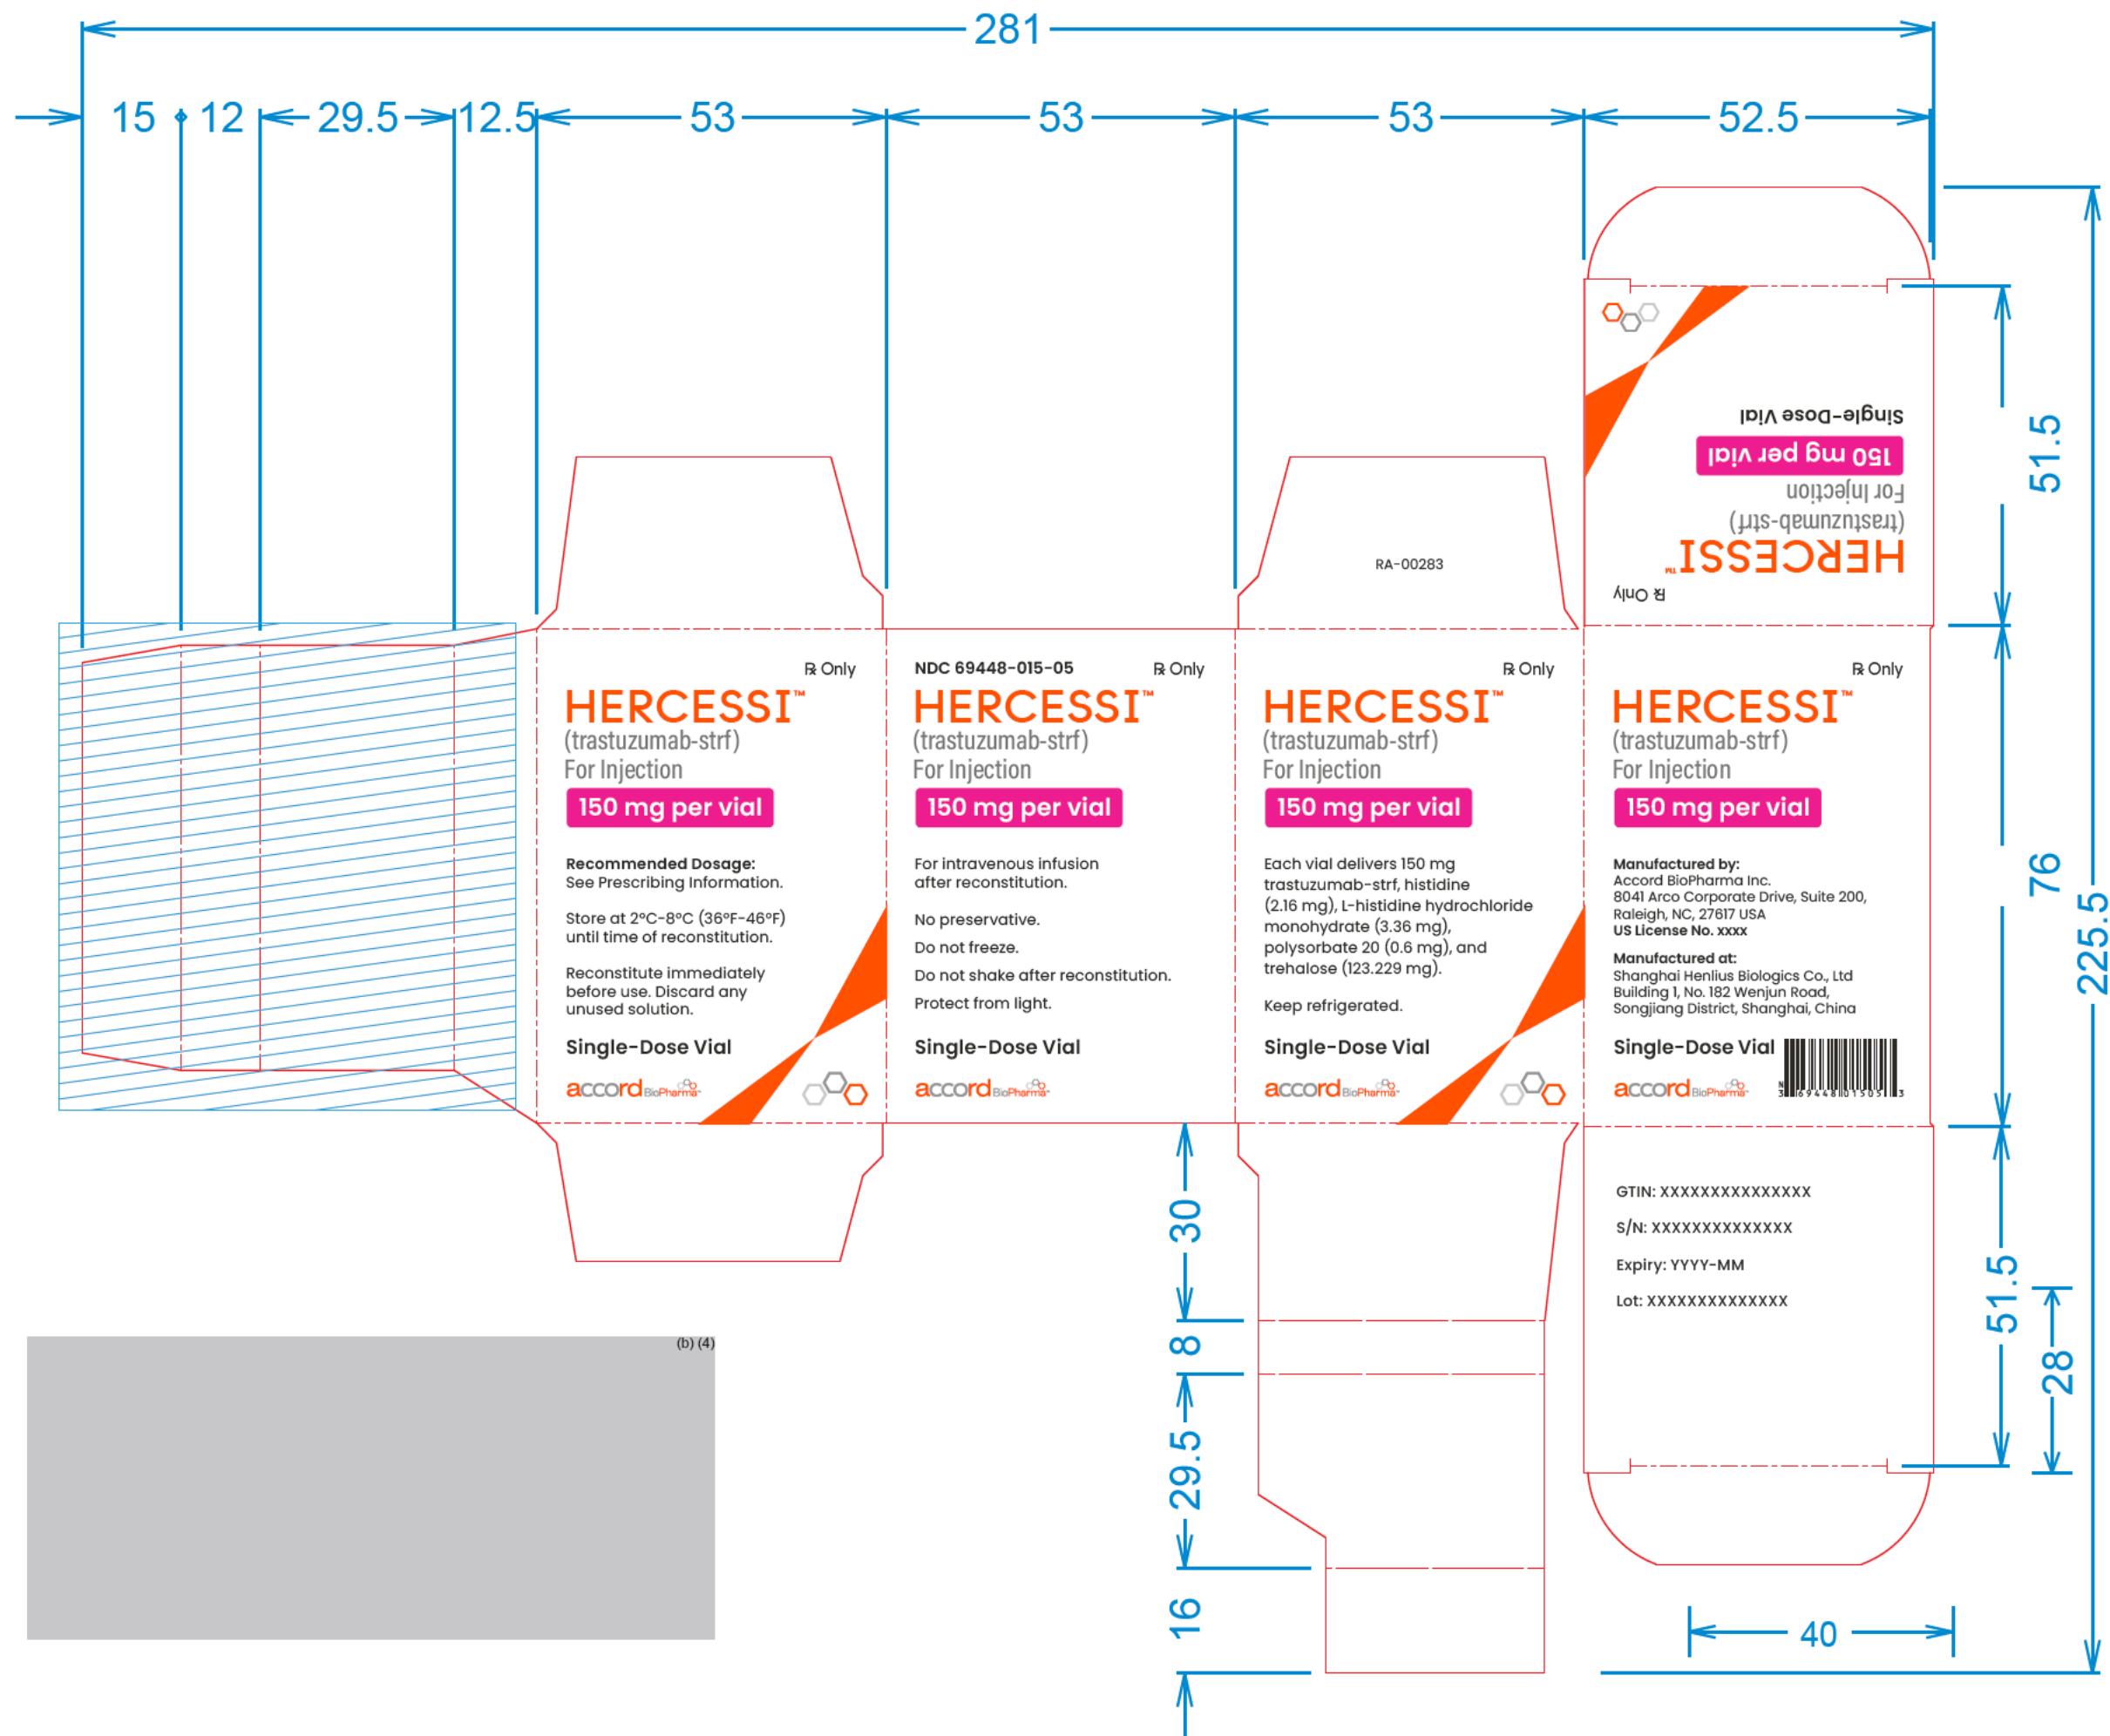 281
15
12
29.5
12.5
53
53
53
52.5
Single-Dose Vial
150 mg per vial
For Injection
(trastuzumab-strf)
HERCESSI™
℞ Only
51.5
RA-00283
℞ Only
HERCESSI™
(trastuzumab-strf)
For Injection
150 mg per vial
Recommended Dosage:
See Prescribing Information.
Store at 2°C-8°C (36°F-46°F)
until time of reconstitution.
Reconstitute immediately
before use. Discard any
unused solution.
Single-Dose Vial
accord BioPharma™
NDC 69448-015-05
℞ Only
HERCESSI™
(trastuzumab-strf)
For Injection
150 mg per vial
For intravenous infusion
after reconstitution.
No preservative.
Do not freeze.
Do not shake after reconstitution.
Protect from light.
Single-Dose Vial
accord BioPharma™
℞ Only
HERCESSI™
(trastuzumab-strf)
For Injection
150 mg per vial
Each vial delivers 150 mg
trastuzumab-strf, histidine
(2.16 mg), L-histidine hydrochloride
monohydrate (3.36 mg),
polysorbate 20 (0.6 mg), and
trehalose (123.229 mg).
Keep refrigerated.
Single-Dose Vial
accord BioPharma™
℞ Only
HERCESSI™
(trastuzumab-strf)
For Injection
150 mg per vial
Manufactured by:
Accord BioPharma Inc.
8041 Arco Corporate Drive, Suite 200,
Raleigh, NC, 27617 USA
US License No. xxxx
Manufactured at:
Shanghai Henlius Biologics Co., Ltd
Building 1, No. 182 Wenjun Road,
Songjiang District, Shanghai, China
Single-Dose Vial
accord BioPharma™
N
3 69448 01505 3
76
225.5
30
8
29.5
16
GTIN: XXXXXXXXXXXXXXX
S/N: XXXXXXXXXXXXXX
Expiry: YYYY-MM
Lot: XXXXXXXXXXXXXX
51.5
28
40
(b) (4)